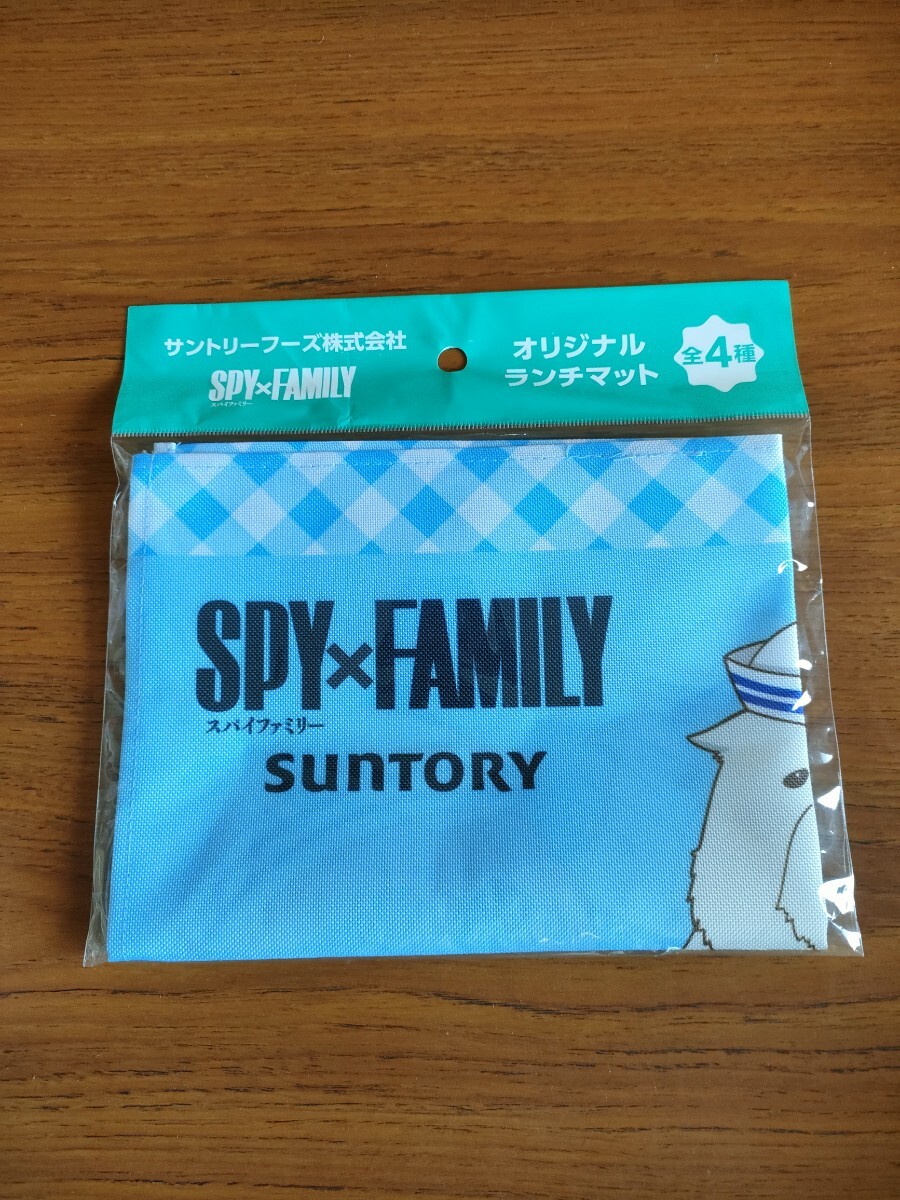 サントリーフーズ株式会社
SPY×FAMILY
スパイファミリー
オリジナル
ランチマット
全4種
SPY×FAMILY
スパイファミリー
SUNTORY